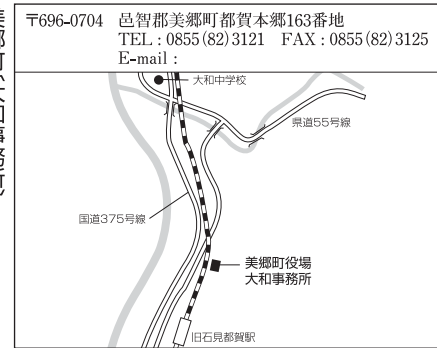 〒696-0704 邑智郡美郷町都賀本郷163番地
TEL：0855(82)3121 FAX：0855(82)3125
E-mail：
大和中学校
県道55号線
国道375号線
美郷町役場
大和事務所
旧石見都賀駅